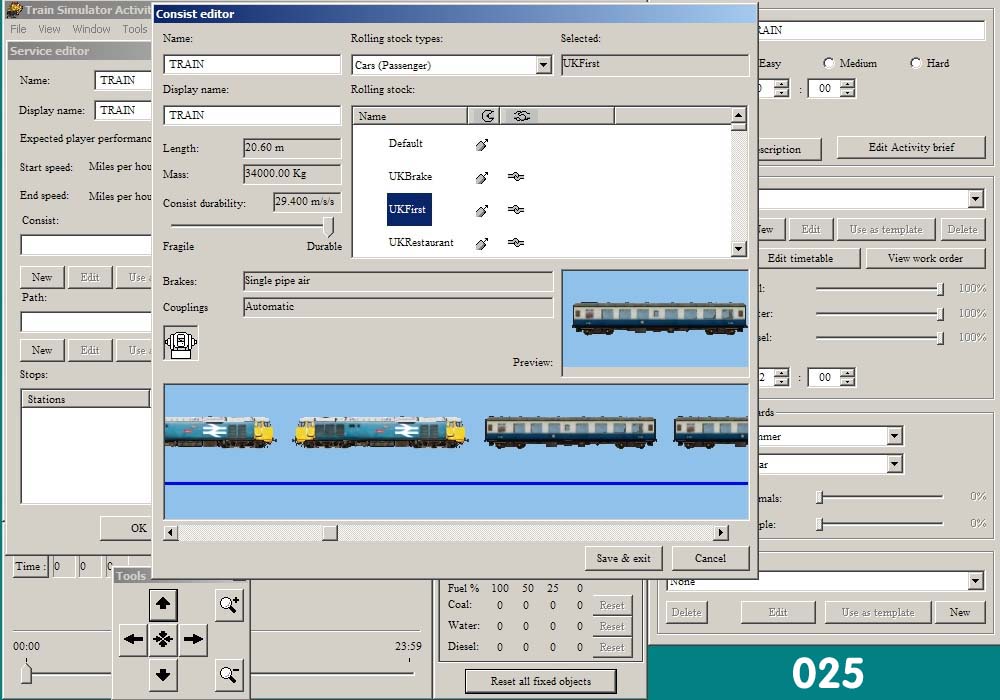 Train Simulator Activit
File View Window Tools
Service editor
Name: TRAIN
Display name: TRAIN
Expected player performanc
Start speed: Miles per hou
End speed: Miles per hou
Consist:
New Edit Use a
Path:
New Edit Use a
Stops:
Stations
OK
Time : 0 0
00:00
23:59
Tools
Consist editor
Name:
TRAIN
Display name:
TRAIN
Rolling stock types:
Cars (Passenger)
Selected:
UKFirst
Rolling stock:
Name
Default
UKBrake
UKFirst
UKRestaurant
Length: 20.60 m
Mass: 34000.00 Kg
Consist durability: 29.400 m/s/s
Fragile Durable
Brakes: Single pipe air
Couplings Automatic
Preview:
Save & exit Cancel
Fuel % 100 50 25 0
Coal: 0 0 0 0 Reset
Water: 0 0 0 0 Reset
Diesel: 0 0 0 0 Reset
Reset all fixed objects
RAIN
Easy Medium Hard
0 : 00
scription Edit Activity brief
ew Edit Use as template Delete
Edit timetable View work order
l: 100%
ter: 100%
sel: 100%
2 : 00
ards
mmer
ar
mals: 0%
ple: 0%
None
Delete Edit Use as template New
025